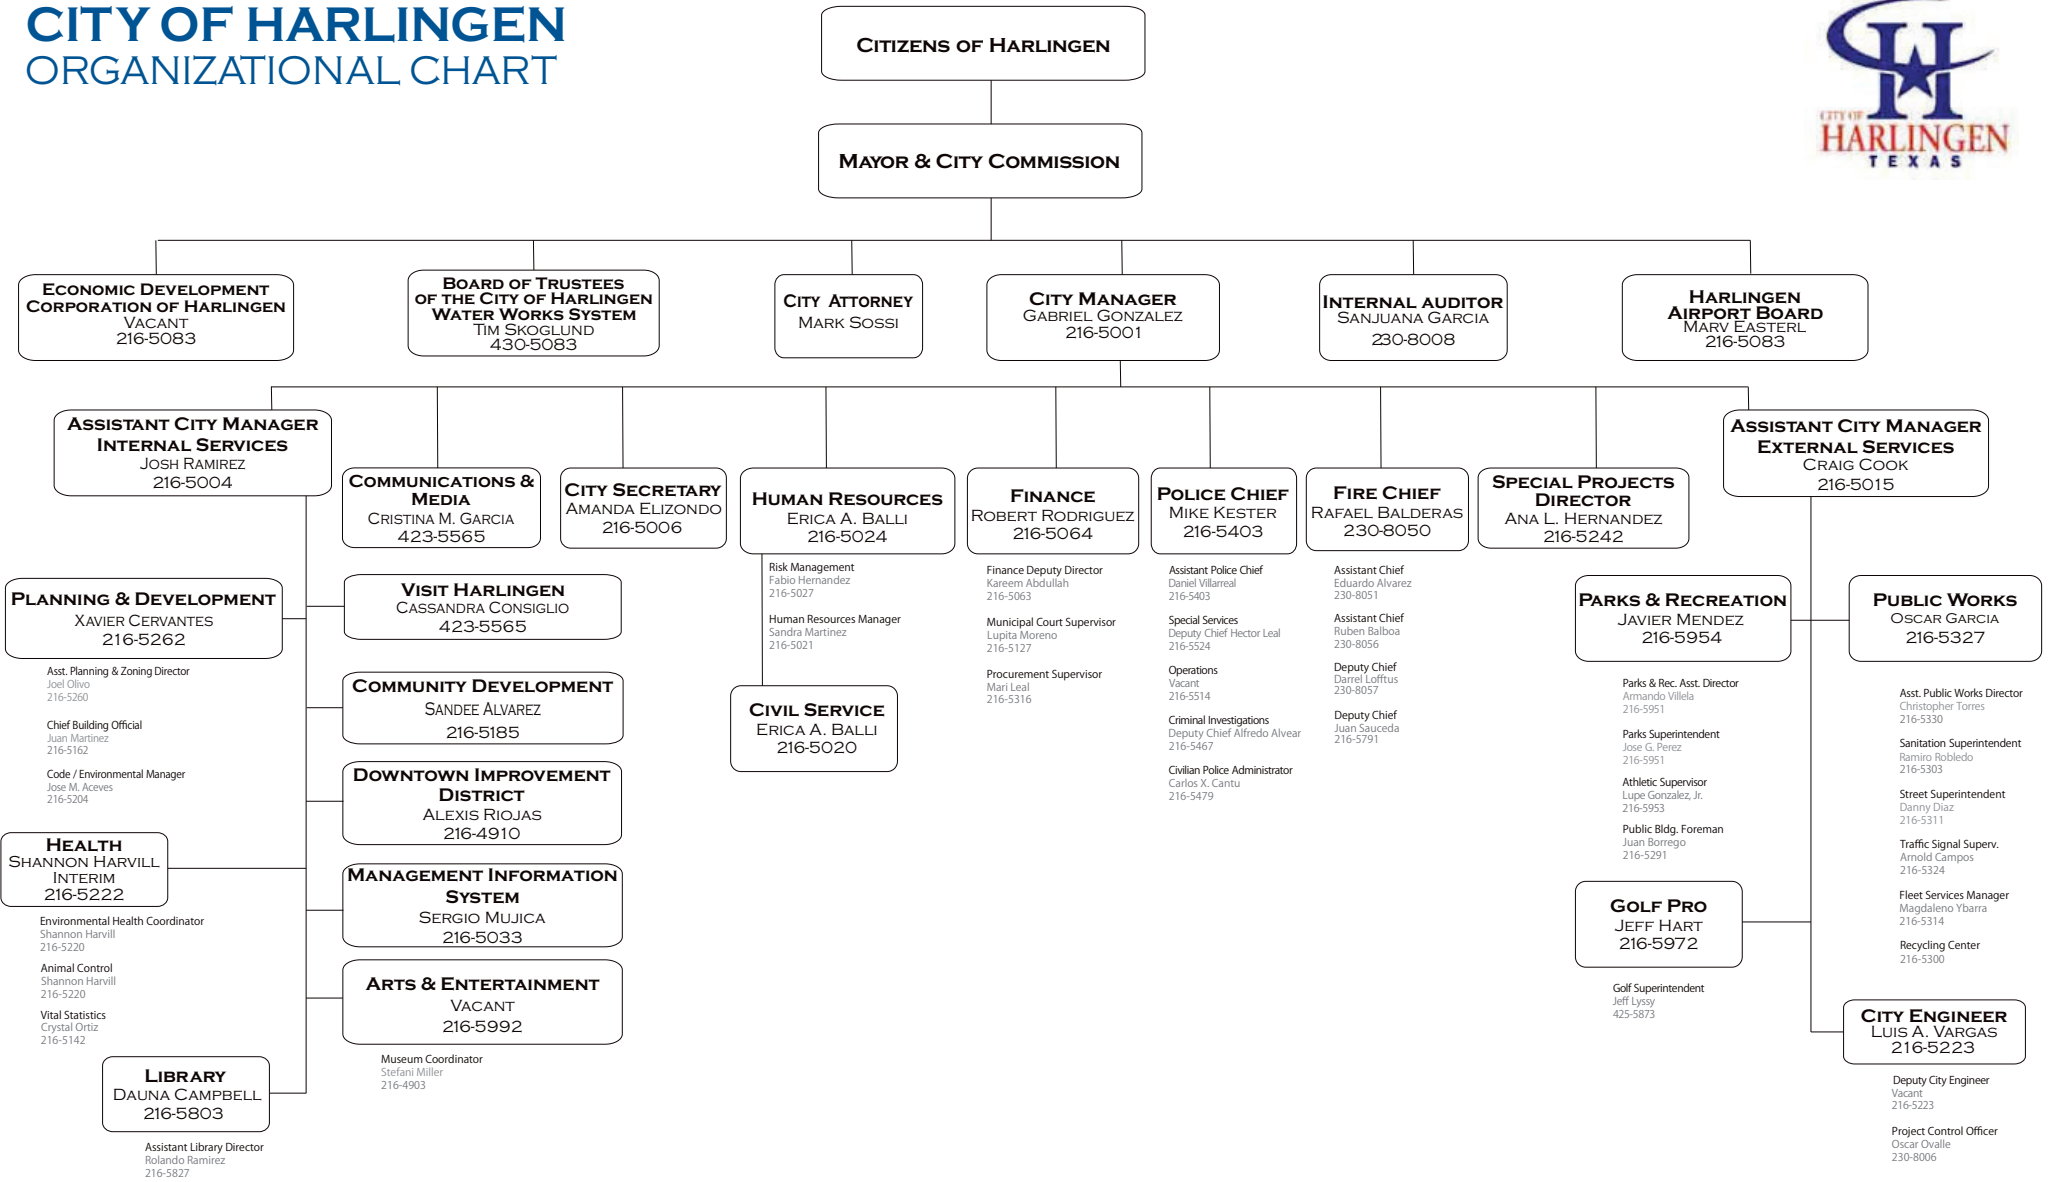 CITY OF HARLINGEN
ORGANIZATIONAL CHART
CITY OF
HARLINGEN
TEXAS
CITIZENS OF HARLINGEN
MAYOR & CITY COMMISSION
ECONOMIC DEVELOPMENT
CORPORATION OF HARLINGEN
VACANT
216-5083
BOARD OF TRUSTEES
OF THE CITY OF HARLINGEN
WATER WORKS SYSTEM
TIM SKOGLUND
430-5083
CITY ATTORNEY
MARK SOSSI
CITY MANAGER
GABRIEL GONZALEZ
216-5001
INTERNAL AUDITOR
SANJUANA GARCIA
230-8008
HARLINGEN
AIRPORT BOARD
MARV EASTERL
216-5083
ASSISTANT CITY MANAGER
INTERNAL SERVICES
JOSH RAMIREZ
216-5004
COMMUNICATIONS &
MEDIA
CRISTINA M. GARCIA
423-5565
CITY SECRETARY
AMANDA ELIZONDO
216-5006
HUMAN RESOURCES
ERICA A. BALLI
216-5024
FINANCE
ROBERT RODRIGUEZ
216-5064
POLICE CHIEF
MIKE KESTER
216-5403
FIRE CHIEF
RAFAEL BALDERAS
230-8050
SPECIAL PROJECTS
DIRECTOR
ANA L. HERNANDEZ
216-5242
ASSISTANT CITY MANAGER
EXTERNAL SERVICES
CRAIG COOK
216-5015
PLANNING & DEVELOPMENT
XAVIER CERVANTES
216-5262
Asst. Planning & Zoning Director
Joel Olivo
216-5260
Chief Building Official
Juan Martinez
216-5162
Code / Environmental Manager
Jose M. Aceves
216-5204
HEALTH
SHANNON HARVILL
INTERIM
216-5222
Environmental Health Coordinator
Shannon Harvill
216-5220
Animal Control
Shannon Harvill
216-5220
Vital Statistics
Crystal Ortiz
216-5142
LIBRARY
DAUNA CAMPBELL
216-5803
Assistant Library Director
Rolando Ramirez
216-5827
VISIT HARLINGEN
CASSANDRA CONSIGLIO
423-5565
COMMUNITY DEVELOPMENT
SANDEE ALVAREZ
216-5185
DOWNTOWN IMPROVEMENT
DISTRICT
ALEXIS RIOJAS
216-4910
MANAGEMENT INFORMATION
SYSTEM
SERGIO MUJICA
216-5033
ARTS & ENTERTAINMENT
VACANT
216-5992
Museum Coordinator
Stefani Miller
216-4903
Risk Management
Fabio Hernandez
216-5027
Human Resources Manager
Sandra Martinez
216-5021
CIVIL SERVICE
ERICA A. BALLI
216-5020
Finance Deputy Director
Kareem Abdullah
216-5063
Municipal Court Supervisor
Lupita Moreno
216-5127
Procurement Supervisor
Mari Leal
216-5316
Assistant Police Chief
Daniel Villarreal
216-5403
Special Services
Deputy Chief Hector Leal
216-5524
Operations
Vacant
216-5514
Criminal Investigations
Deputy Chief Alfredo Alvear
216-5467
Civilian Police Administrator
Carlos X. Cantu
216-5479
Assistant Chief
Eduardo Alvarez
230-8051
Assistant Chief
Ruben Balboa
230-8056
Deputy Chief
Darrel Lofftus
230-8057
Deputy Chief
Juan Sauceda
216-5791
PARKS & RECREATION
JAVIER MENDEZ
216-5954
Parks & Rec. Asst. Director
Armando Villela
216-5951
Parks Superintendent
Jose G. Perez
216-5951
Athletic Supervisor
Lupe Gonzalez, Jr.
216-5953
Public Bldg. Foreman
Juan Borrego
216-5291
GOLF PRO
JEFF HART
216-5972
Golf Superintendent
Jeff Lyssy
425-5873
PUBLIC WORKS
OSCAR GARCIA
216-5327
Asst. Public Works Director
Christopher Torres
216-5330
Sanitation Superintendent
Ramiro Robledo
216-5303
Street Superintendent
Danny Diaz
216-5311
Traffic Signal Superv.
Arnold Campos
216-5324
Fleet Services Manager
Magdaleno Ybarra
216-5314
Recycling Center
216-5300
CITY ENGINEER
LUIS A. VARGAS
216-5223
Deputy City Engineer
Vacant
216-5223
Project Control Officer
Oscar Ovalle
230-8006